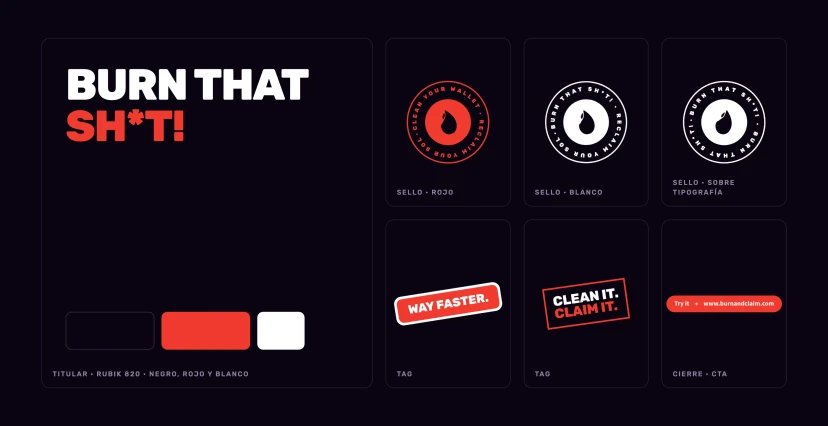 BURN THAT
SH*T!
TITULAR • RUBIK 820 • NEGRO, ROJO Y BLANCO
CLEAN YOUR WALLET • RECLAIM YOUR SOL •
SELLO • ROJO
BURN THAT SH*T! • RECLAIM YOUR SOL •
SELLO • BLANCO
BURN THAT SH*T! • BURN THAT SH*T! •
SELLO • SOBRE
TIPOGRAFÍA
WAY FASTER.
TAG
CLEAN IT.
CLAIM IT.
TAG
Try it + www.burnandclaim.com
CIERRE • CTA